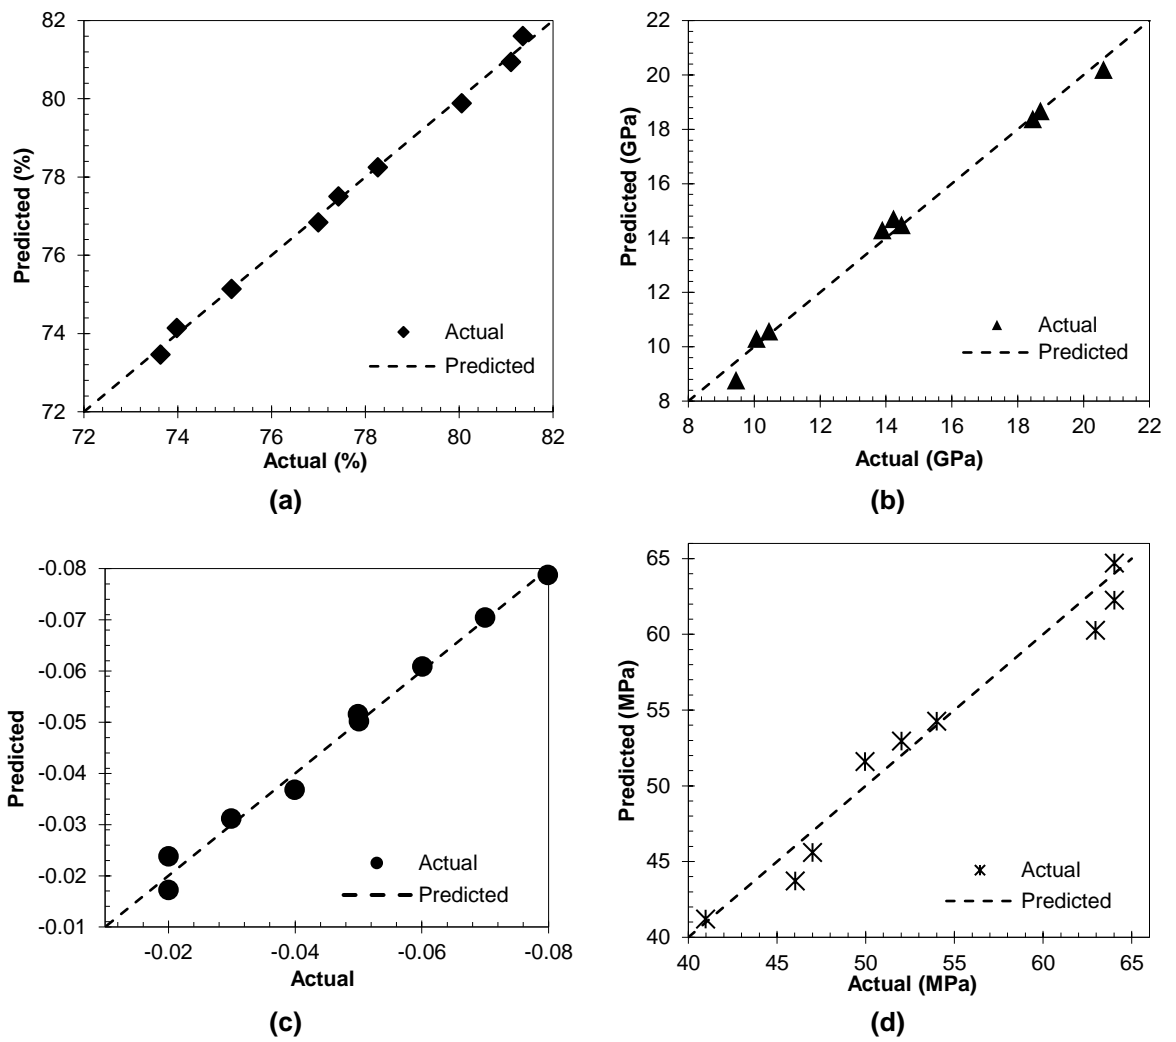 82
80
78
76
74
72
Predicted (%)
Actual
Predicted
72 74 76 78 80 82
Actual (%)
(a)
22
20
18
16
14
12
10
8
Predicted (GPa)
Actual
Predicted
8 10 12 14 16 18 20 22
Actual (GPa)
(b)
-0.08
-0.07
-0.06
-0.05
-0.04
-0.03
-0.02
-0.01
Predicted
Actual
Predicted
-0.02 -0.04 -0.06 -0.08
Actual
(c)
65
60
55
50
45
40
Predicted (MPa)
Actual
Predicted
40 45 50 55 60 65
Actual (MPa)
(d)